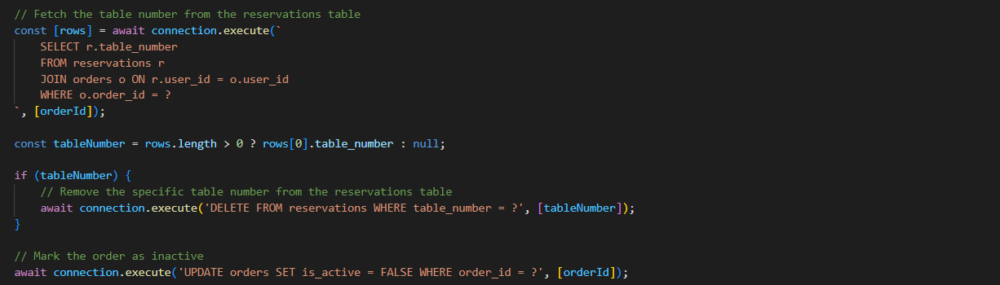 // Fetch the table number from the reservations table
const [rows] = await connection.execute(`
    SELECT r.table_number
    FROM reservations r
    JOIN orders o ON r.user_id = o.user_id
    WHERE o.order_id = ?
`, [orderId]);
const tableNumber = rows.length > 0 ? rows[0].table_number : null;
if (tableNumber) {
    // Remove the specific table number from the reservations table
    await connection.execute('DELETE FROM reservations WHERE table_number = ?', [tableNumber]);
}
// Mark the order as inactive
await connection.execute('UPDATE orders SET is_active = FALSE WHERE order_id = ?', [orderId]);